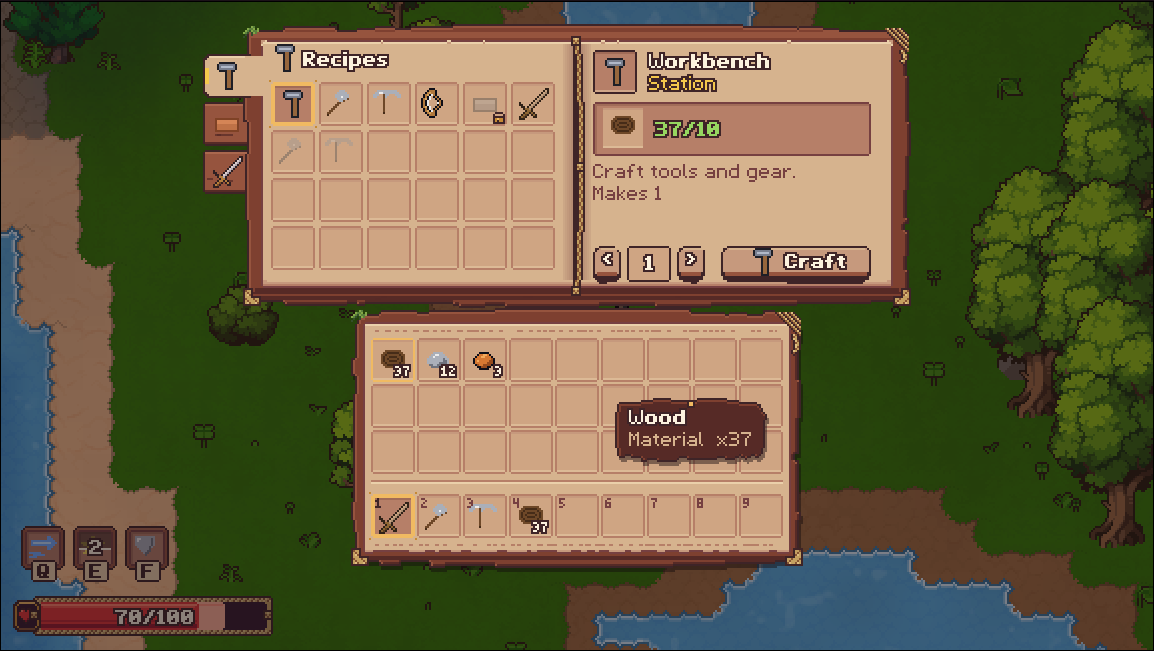 Recipes
Workbench
Station
37/10
Craft tools and gear.
Makes 1
< 1 > Craft
37 12 3
Wood
Material x37
1 2 3 4 5 6 7 8 9
37
-2-
Q E F
70/100